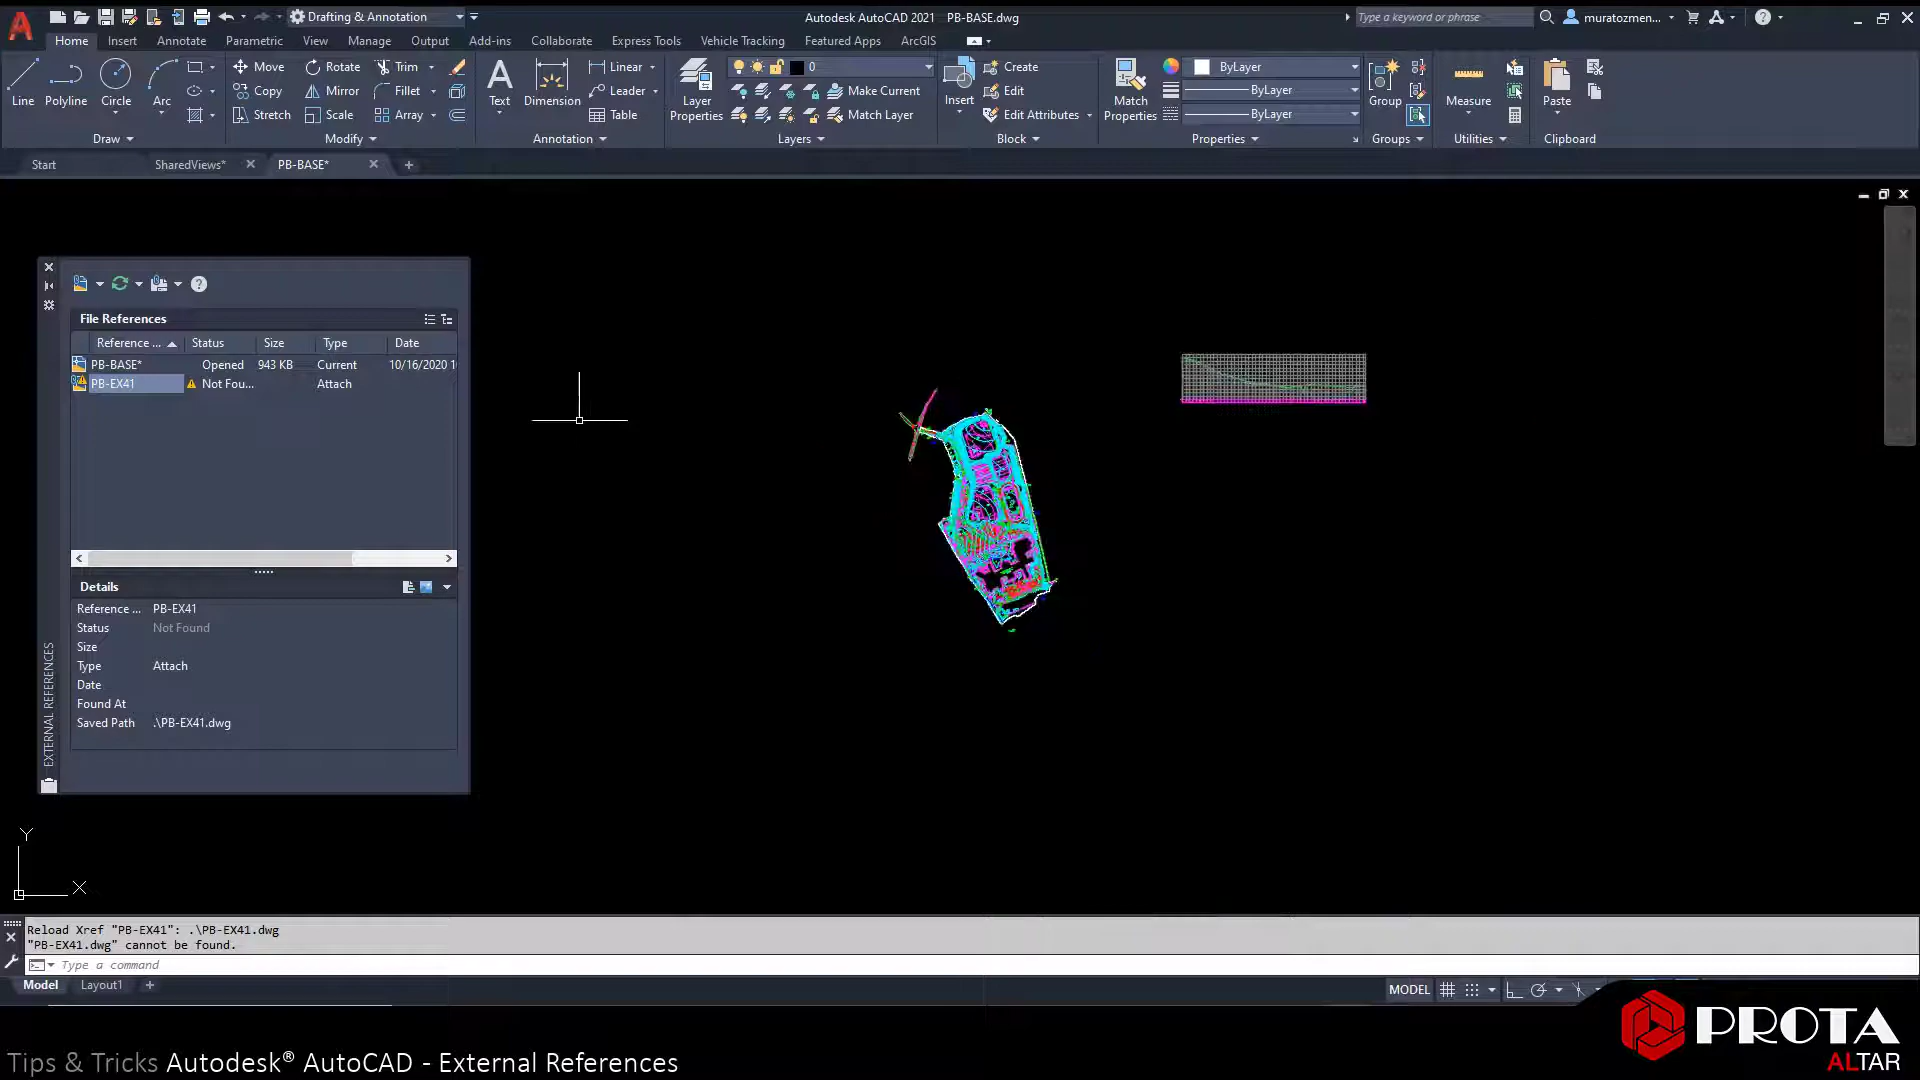 Drafting & Annotation
Autodesk AutoCAD 2021 PB-BASE.dwg
Type a keyword or phrase
muratozmen...
Home Insert Annotate Parametric View Manage Output Add-ins Collaborate Express Tools Vehicle Tracking Featured Apps ArcGIS
Line Polyline Circle Arc
Move Rotate Trim
Copy Mirror Fillet
Stretch Scale Array
Text Dimension
Linear
Leader
Table
Layer
Properties
0
Make Current
Match Layer
Insert
Create
Edit
Edit Attributes
Match
Properties
ByLayer
ByLayer
ByLayer
Group
Measure
Paste
Draw Modify Annotation Layers Block Properties Groups Utilities Clipboard
Start SharedViews* PB-BASE*
File References
Reference ... Status Size Type Date
PB-BASE* Opened 943 KB Current 10/16/2020 1
PB-EX41 Not Fou... Attach
Details
Reference ... PB-EX41
Status Not Found
Size
Type Attach
Date
Found At
Saved Path .\PB-EX41.dwg
EXTERNAL REFERENCES
Y
X
Reload Xref "PB-EX41": .\PB-EX41.dwg
"PB-EX41.dwg" cannot be found.
Type a command
Model Layout1
MODEL
PROTA
ALTAR
Tips & Tricks Autodesk® AutoCAD - External References